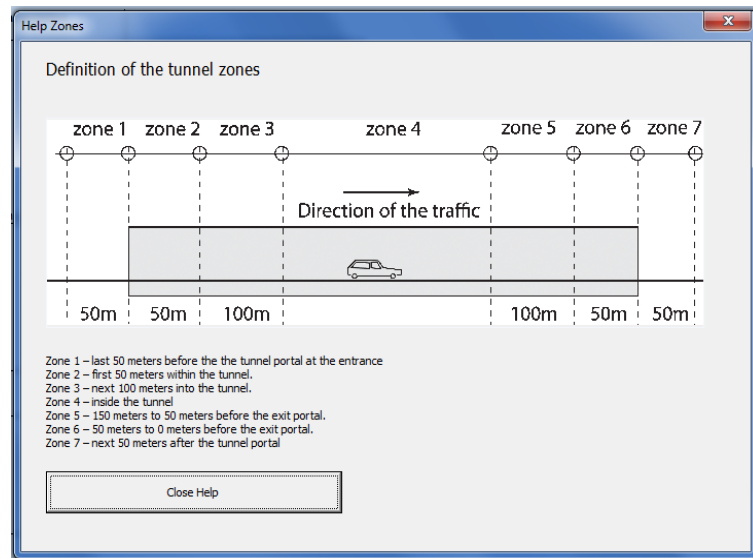 Help Zones
x
Definition of the tunnel zones
zone 1 zone 2 zone 3 zone 4 zone 5 zone 6 zone 7
Direction of the traffic
50m 50m 100m 100m 50m 50m
Zone 1 – last 50 meters before the the tunnel portal at the entrance
Zone 2 – first 50 meters within the tunnel.
Zone 3 – next 100 meters into the tunnel.
Zone 4 – inside the tunnel
Zone 5 – 150 meters to 50 meters before the exit portal.
Zone 6 – 50 meters to 0 meters before the exit portal.
Zone 7 – next 50 meters after the tunnel portal
Close Help